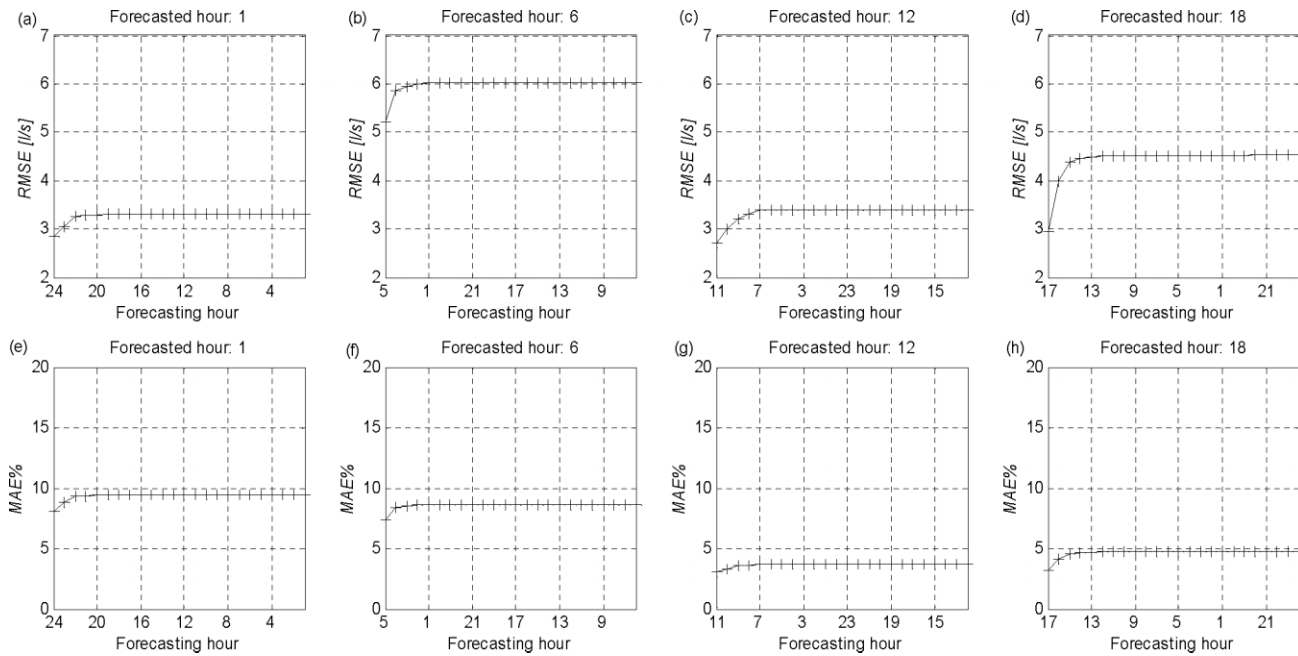 (a) Forecasted hour: 1
7
6
5
4
3
2
RMSE [l/s]
24 20 16 12 8 4
Forecasting hour
(b) Forecasted hour: 6
7
6
5
4
3
2
RMSE [l/s]
5 1 21 17 13 9
Forecasting hour
(c) Forecasted hour: 12
7
6
5
4
3
2
RMSE [l/s]
11 7 3 23 19 15
Forecasting hour
(d) Forecasted hour: 18
7
6
5
4
3
2
RMSE [l/s]
17 13 9 5 1 21
Forecasting hour
(e) Forecasted hour: 1
20
15
10
5
0
MAE%
24 20 16 12 8 4
Forecasting hour
(f) Forecasted hour: 6
20
15
10
5
0
MAE%
5 1 21 17 13 9
Forecasting hour
(g) Forecasted hour: 12
20
15
10
5
0
MAE%
11 7 3 23 19 15
Forecasting hour
(h) Forecasted hour: 18
20
15
10
5
0
MAE%
17 13 9 5 1 21
Forecasting hour